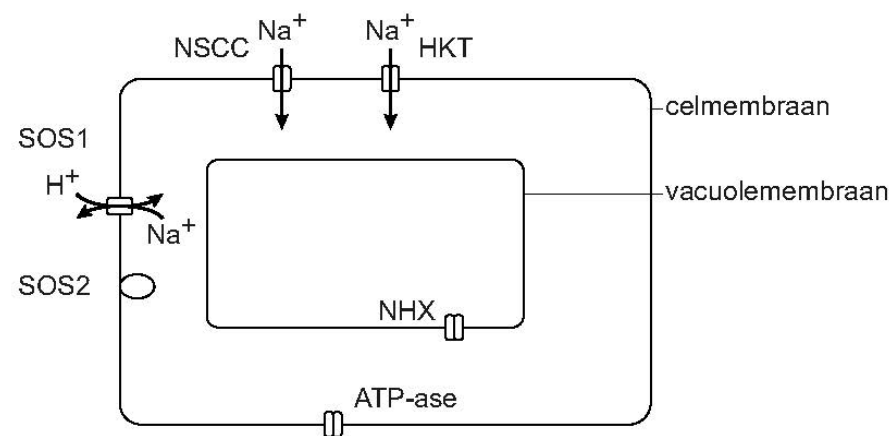 NSCC Na⁺ Na⁺ HKT
celmembraan
SOS1
H⁺
vacuolemembraan
Na⁺
SOS2
NHX
ATP-ase